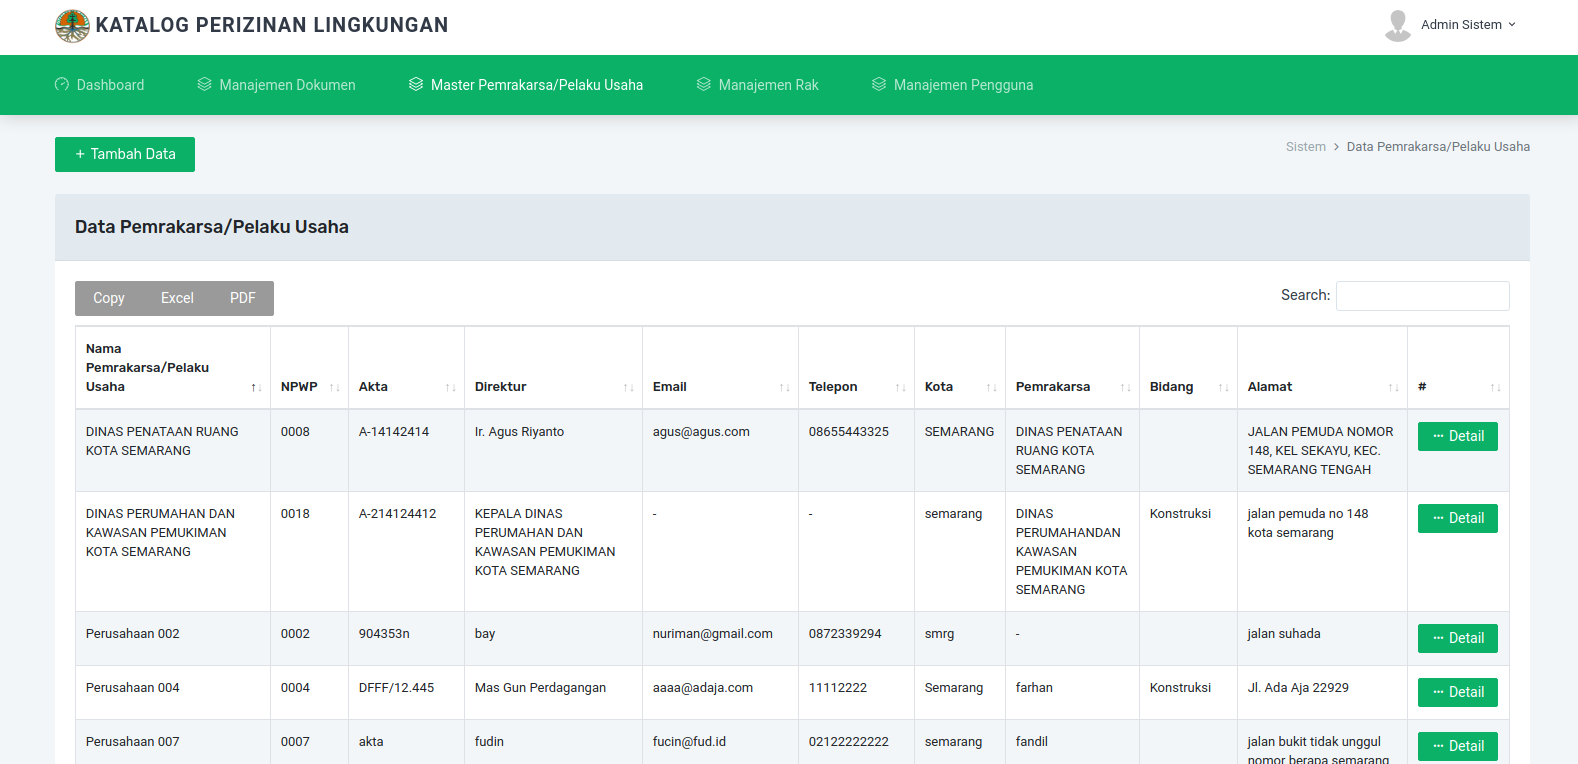 KATALOG PERIZINAN LINGKUNGAN
Admin Sistem
Dashboard
Manajemen Dokumen
Master Pemrakarsa/Pelaku Usaha
Manajemen Rak
Manajemen Pengguna
+ Tambah Data
Sistem > Data Pemrakarsa/Pelaku Usaha
Data Pemrakarsa/Pelaku Usaha
Copy
Excel
PDF
Search:
Nama
Pemrakarsa/Pelaku
Usaha
NPWP
Akta
Direktur
Email
Telepon
Kota
Pemrakarsa
Bidang
Alamat
#
DINAS PENATAAN RUANG
KOTA SEMARANG
0008
A-14142414
Ir. Agus Riyanto
agus@agus.com
08655443325
SEMARANG
DINAS PENATAAN
RUANG KOTA
SEMARANG
JALAN PEMUDA NOMOR
148, KEL SEKAYU, KEC.
SEMARANG TENGAH
Detail
DINAS PERUMAHAN DAN
KAWASAN PEMUKIMAN
KOTA SEMARANG
0018
A-214124412
KEPALA DINAS
PERUMAHAN DAN
KAWASAN PEMUKIMAN
KOTA SEMARANG
-
-
semarang
DINAS
PERUMAHANDAN
KAWASAN
PEMUKIMAN KOTA
SEMARANG
Konstruksi
jalan pemuda no 148
kota semarang
Detail
Perusahaan 002
0002
904353n
bay
nuriman@gmail.com
0872339294
smrg
-
jalan suhada
Detail
Perusahaan 004
0004
DFFF/12.445
Mas Gun Perdagangan
aaaa@adaja.com
11112222
Semarang
farhan
Konstruksi
Jl. Ada Aja 22929
Detail
Perusahaan 007
0007
akta
fudin
fucin@fud.id
02122222222
semarang
fandil
jalan bukit tidak unggul
nomor berapa semarang
Detail